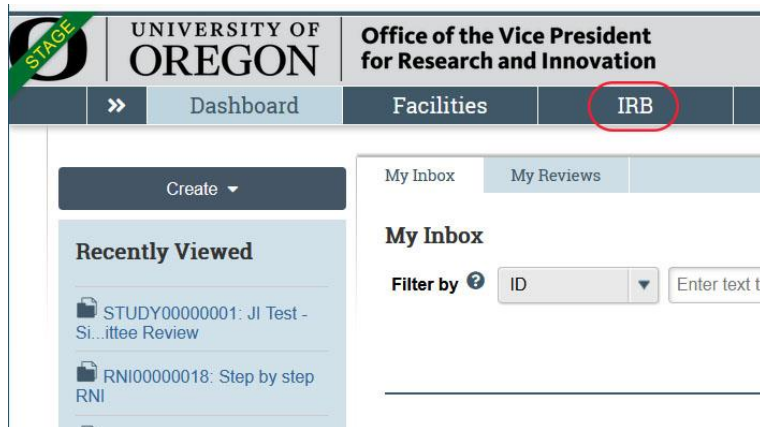 STAGE
UNIVERSITY OF
OREGON
Office of the Vice President
for Research and Innovation
» Dashboard Facilities IRB
Create
My Inbox My Reviews
Recently Viewed
My Inbox
Filter by ? ID Enter text t
STUDY00000001: JI Test -
Si...ittee Review
RNI00000018: Step by step
RNI